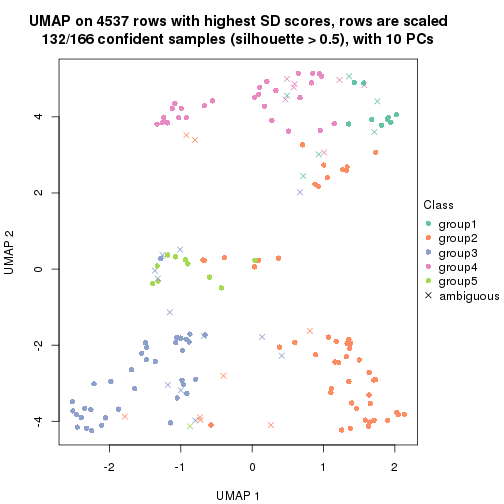 UMAP on 4537 rows with highest SD scores, rows are scaled
132/166 confident samples (silhouette > 0.5), with 10 PCs
4
2
0
-2
-4
UMAP 2
-2
-1
0
1
2
UMAP 1
Class
group1
group2
group3
group4
group5
ambiguous